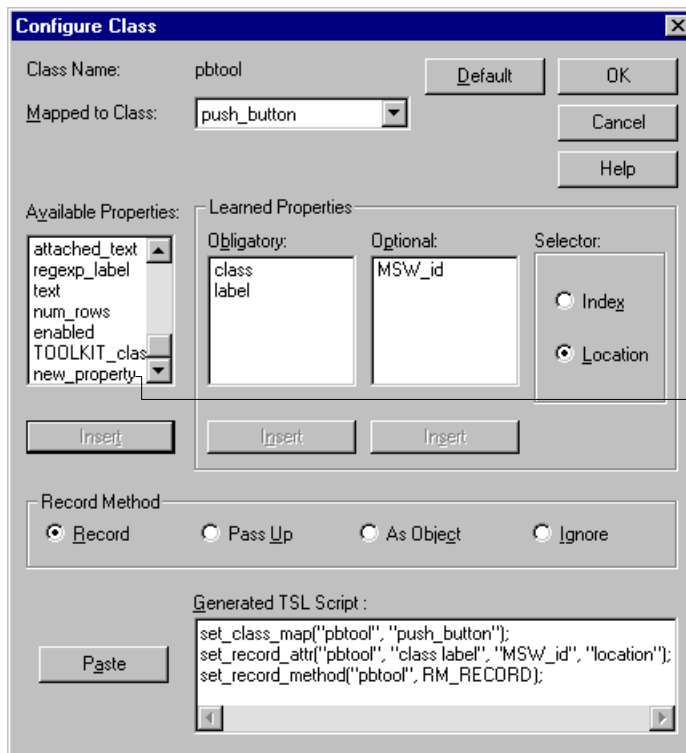 Configure Class
Class Name: pbtool Default OK
Mapped to Class: push_button Cancel
Help
Available Properties: Learned Properties
Obligatory: Optional: Selector:
attached_text
regexp_label
text
num_rows
enabled
TOOLKIT_clas
new_property
class
label
MSW_id
Index
Location
Insert Insert Insert
Record Method
Record Pass Up As Object Ignore
Generated TSL Script :
set_class_map("pbtool", "push_button");
set_record_attr("pbtool", "class label", "MSW_id", "location");
set_record_method("pbtool", RM_RECORD);
Paste